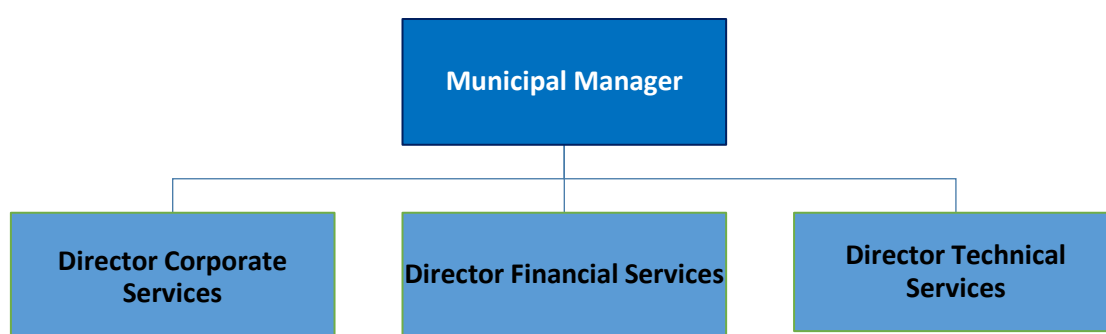 Municipal Manager
Director Corporate
Services
Director Financial Services
Director Technical
Services